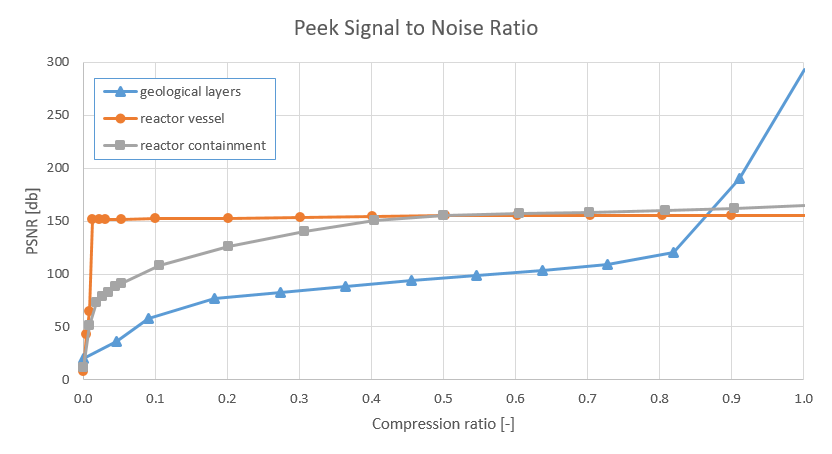 Peek Signal to Noise Ratio
300
250
200
150
100
50
0
PSNR [db]
geological layers
reactor vessel
reactor containment
0.0 0.1 0.2 0.3 0.4 0.5 0.6 0.7 0.8 0.9 1.0
Compression ratio [-]